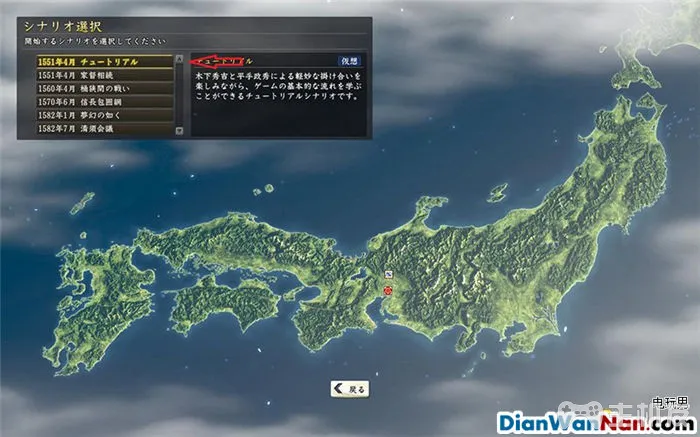 シナリオ選択
開始するシナリオを選択してください
1551年4月 チュートリアル
1551年4月 家督相続
1560年4月 桶狭間の戦い
1570年6月 信長包囲網
1582年1月 夢幻の如く
1582年7月 清須会議
チュートリアル
仮想
木下秀吉と平手政秀による軽妙な掛け合いを
楽しみながら、ゲームの基本的な流れを学ぶ
ことができるチュートリアルシナリオです。
戻る
电玩男
DianWanNan.com